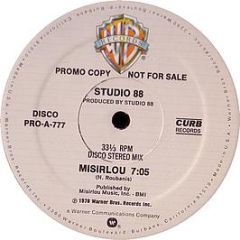 WB
RECORDS
PROMO COPY NOT FOR SALE
STUDIO 88
PRODUCED BY STUDIO 88
DISCO
PRO-A-777
CURB
RECORDS
33⅓ RPM
DISCO STEREO MIX
MISIRLOU 7:05
(N. Roubanis)
Published by
Misirlou Music, Inc. - BMI
© 1978 Warner Bros. Records Inc.
a Warner Communications Company